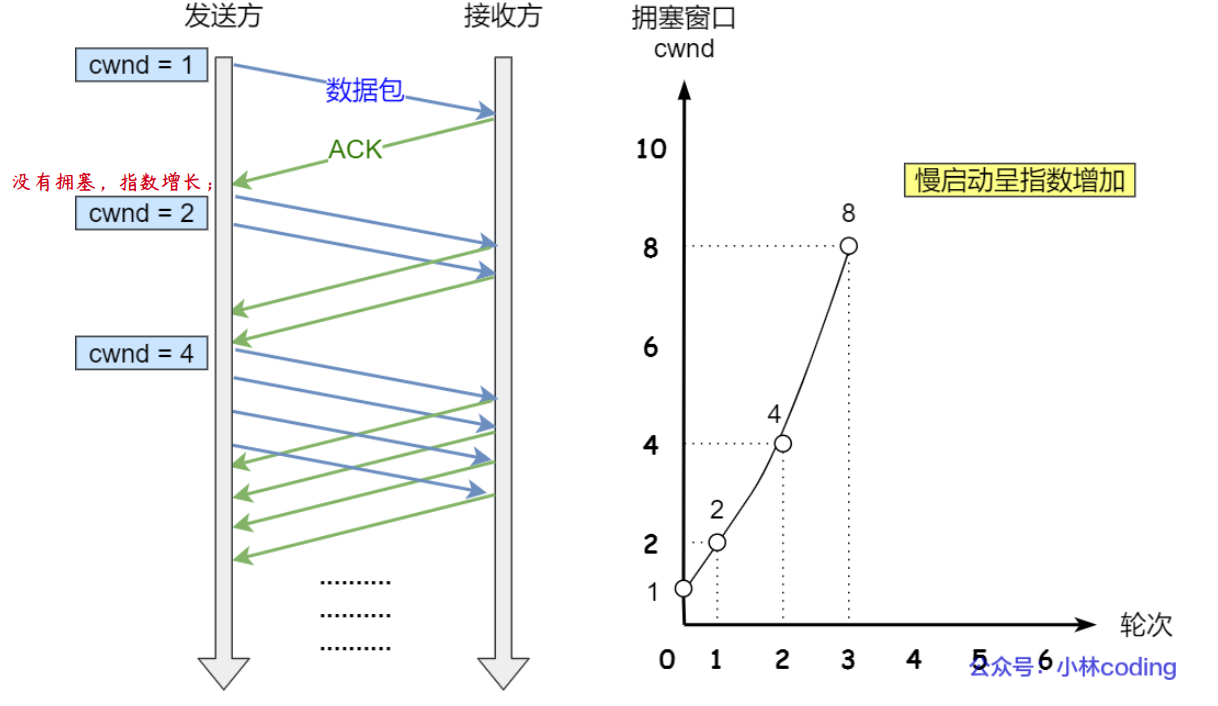 发送方
接收方
cwnd = 1
数据包
ACK
没有拥塞，指数增长；
cwnd = 2
cwnd = 4
..........
..........
..........
拥塞窗口
cwnd
10
8
6
4
2
1
慢启动呈指数增加
8
4
2
轮次
0 1 2 3 4 5 6
公众号：小林coding